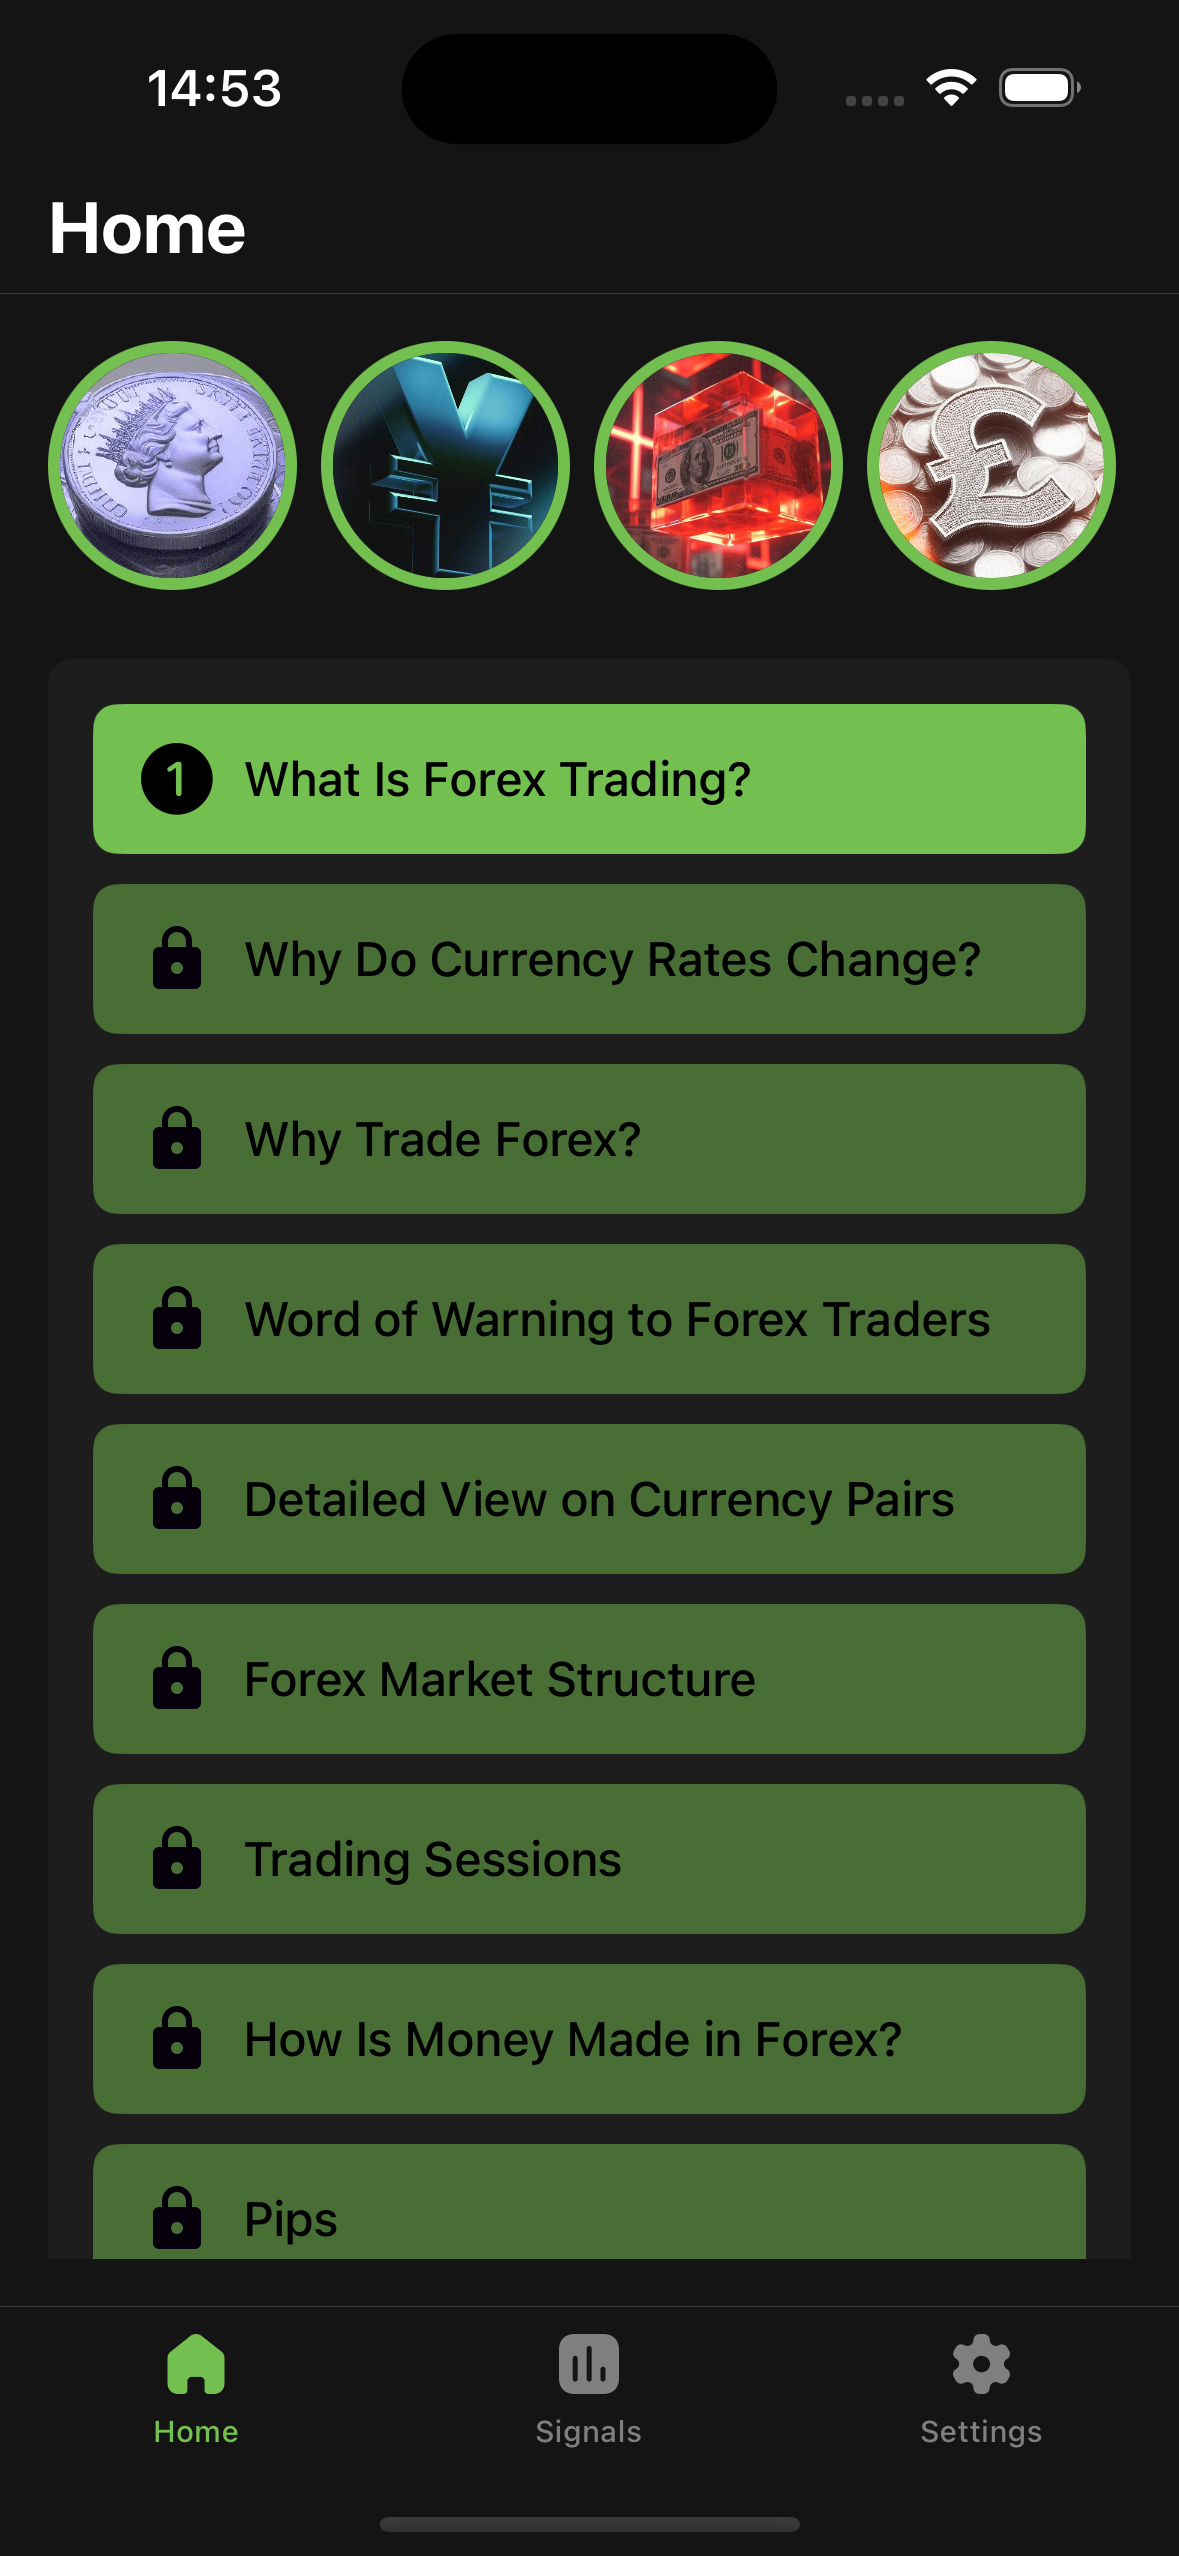 14:53
Home
1 What Is Forex Trading?
Why Do Currency Rates Change?
Why Trade Forex?
Word of Warning to Forex Traders
Detailed View on Currency Pairs
Forex Market Structure
Trading Sessions
How Is Money Made in Forex?
Pips
Home
Signals
Settings